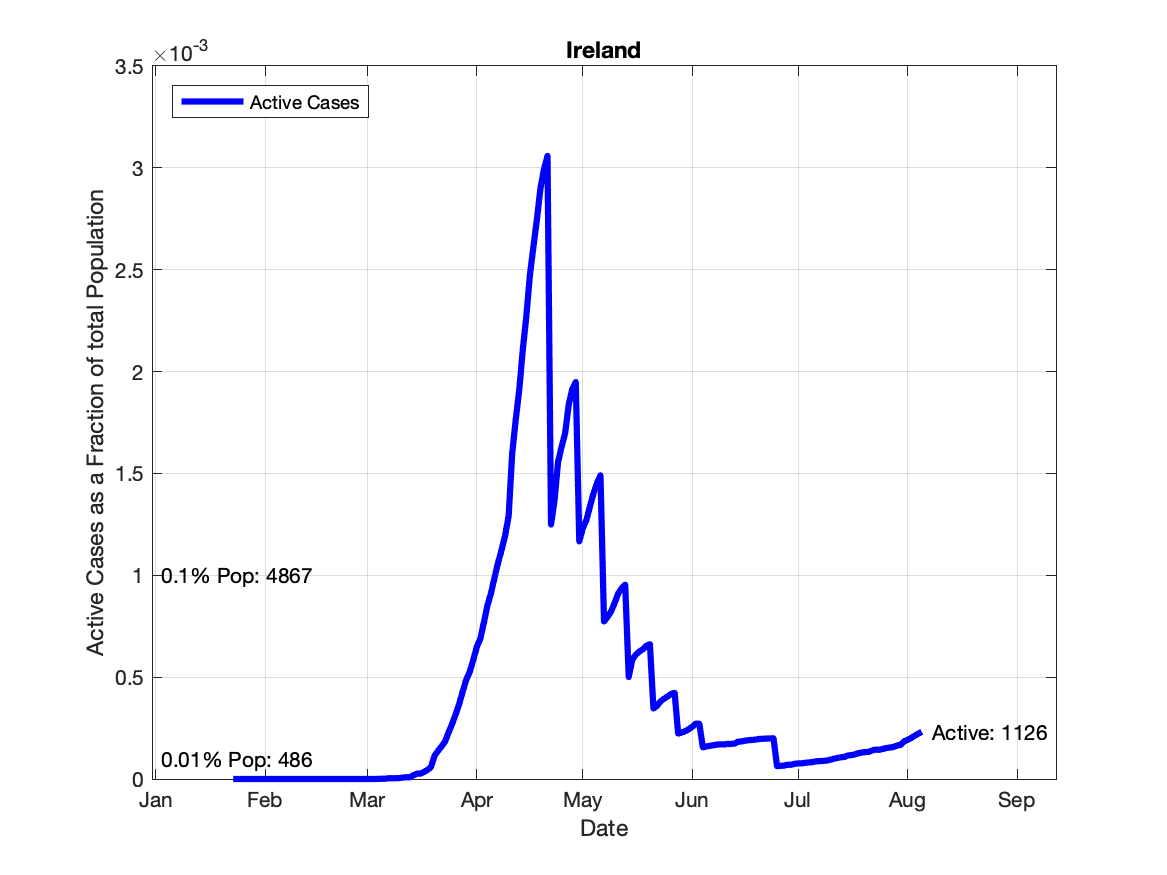 Ireland
×10-3
3.5
3
2.5
2
1.5
1
0.5
0
Active Cases
0.1% Pop: 4867
0.01% Pop: 486
Active: 1126
Active Cases as a Fraction of total Population
Jan Feb Mar Apr May Jun Jul Aug Sep
Date